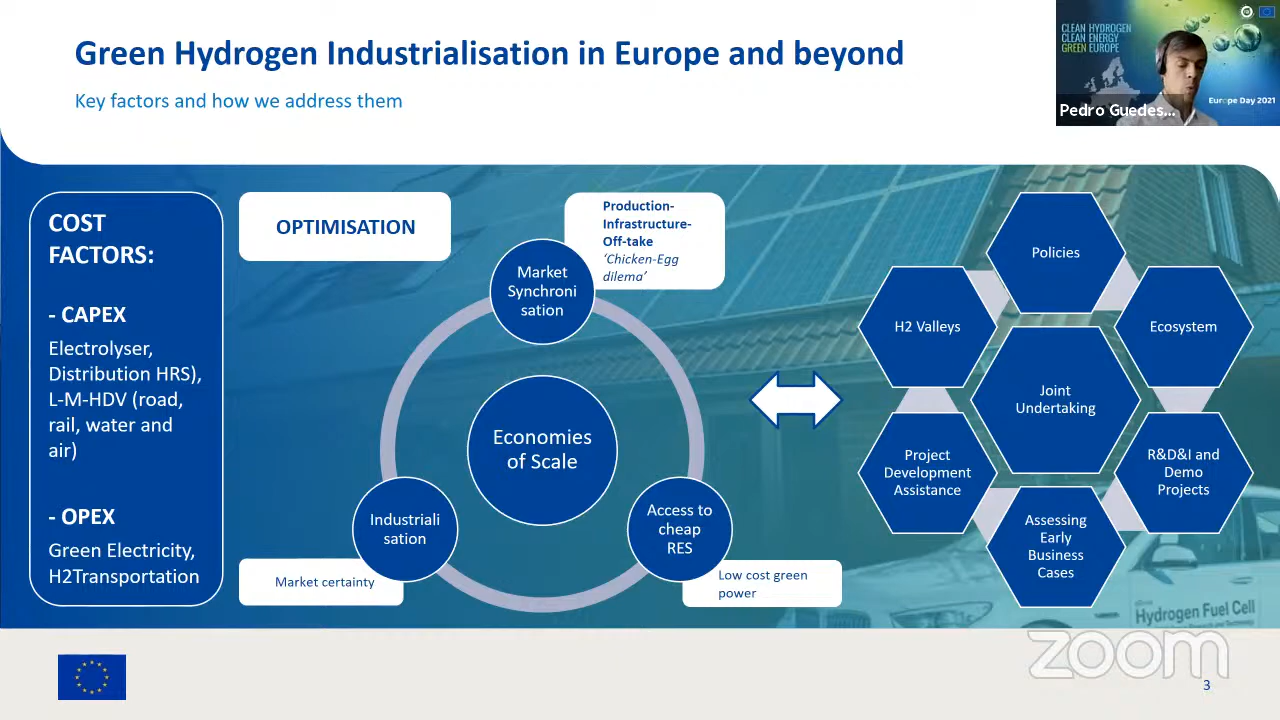 Green Hydrogen Industrialisation in Europe and beyond
Key factors and how we address them
CLEAN HYDROGEN
CLEAN ENERGY
GREEN EUROPE
Europe Day 2021
Pedro Guedes...
COST
FACTORS:
- CAPEX
Electrolyser,
Distribution HRS),
L-M-HDV (road,
rail, water and
air)
- OPEX
Green Electricity,
H2Transportation
OPTIMISATION
Production-
Infrastructure-
Off-take
‘Chicken-Egg
dilema’
Market
Synchroni
sation
Economies
of Scale
Industriali
sation
Market certainty
Access to
cheap
RES
Low cost green
power
Policies
H2 Valleys
Ecosystem
Joint
Undertaking
Project
Development
Assistance
R&D&I and
Demo
Projects
Assessing
Early
Business
Cases
Hydrogen Fuel Cell
zoom
3